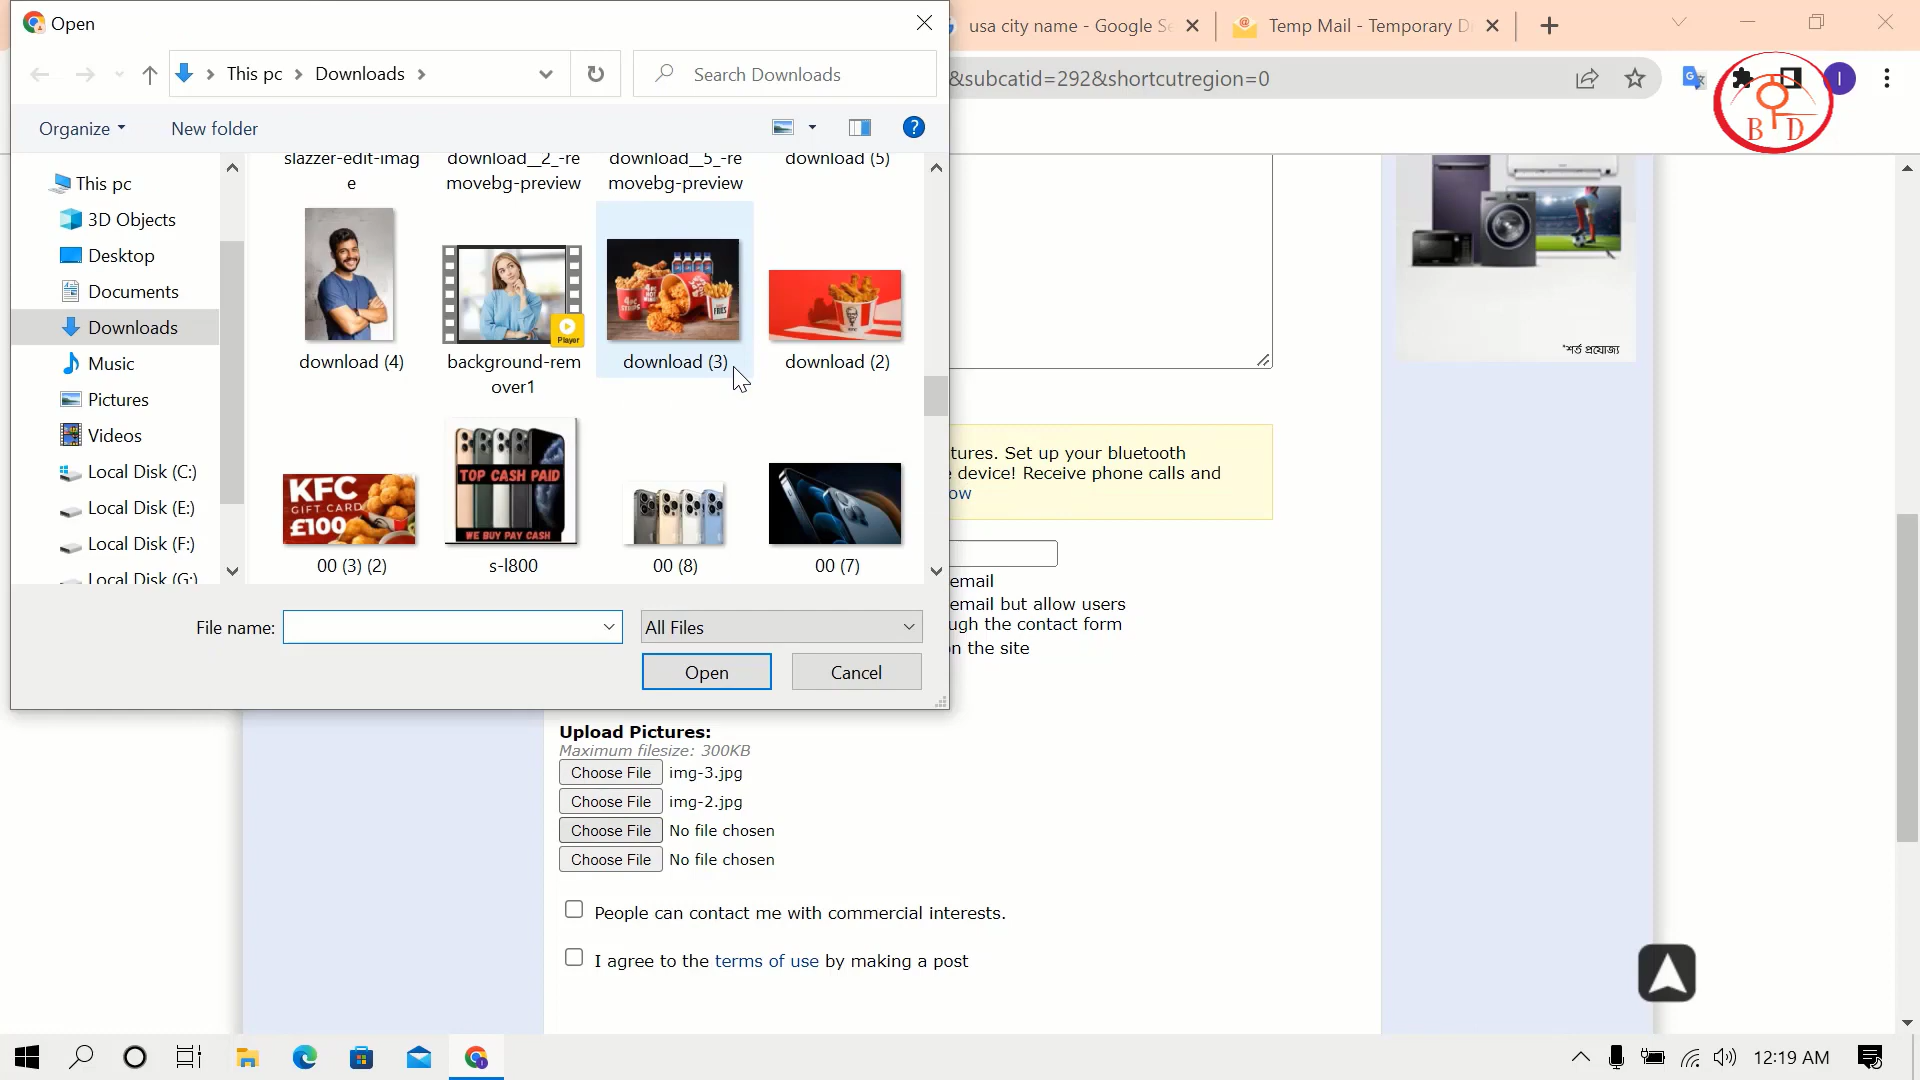 Open
usa city name - Google Se
Temp Mail - Temporary Di
This pc
Downloads
Search Downloads
&subcatid=292&shortcutregion=0
I
B D
Organize
New folder
slazzer-edit-imag
e
download__2_-re
movebg-preview
download__5_-re
movebg-preview
download (5)
This pc
3D Objects
Desktop
Documents
Downloads
Music
Pictures
Videos
Local Disk (C:)
Local Disk (E:)
Local Disk (F:)
Local Disk (G:)
Player
download (4)
background-rem
over1
download (3)
download (2)
KFC
GIFT CARD
£100
TOP CASH PAID
WE BUY PAY CASH
00 (3) (2)
s-l800
00 (8)
00 (7)
*শর্ত প্রযোজ্য
tures. Set up your bluetooth
device! Receive phone calls and
ow
email
email but allow users
ugh the contact form
n the site
File name:
All Files
Open
Cancel
Upload Pictures:
Maximum filesize: 300KB
Choose File img-3.jpg
Choose File img-2.jpg
Choose File No file chosen
Choose File No file chosen
People can contact me with commercial interests.
I agree to the terms of use by making a post
12:19 AM